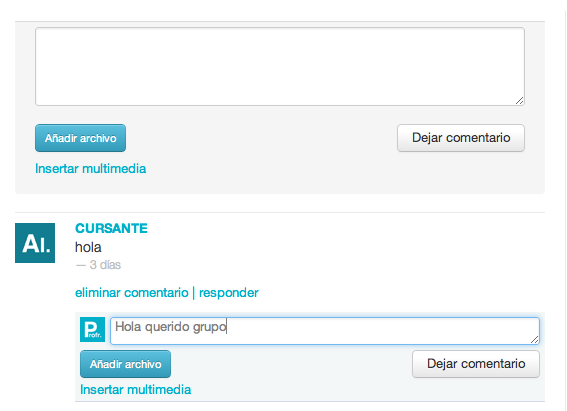 Añadir archivo Dejar comentario
Insertar multimedia
Al. CURSANTE
hola
— 3 días
eliminar comentario | responder
Profr. Hola querido grupo
Añadir archivo Dejar comentario
Insertar multimedia